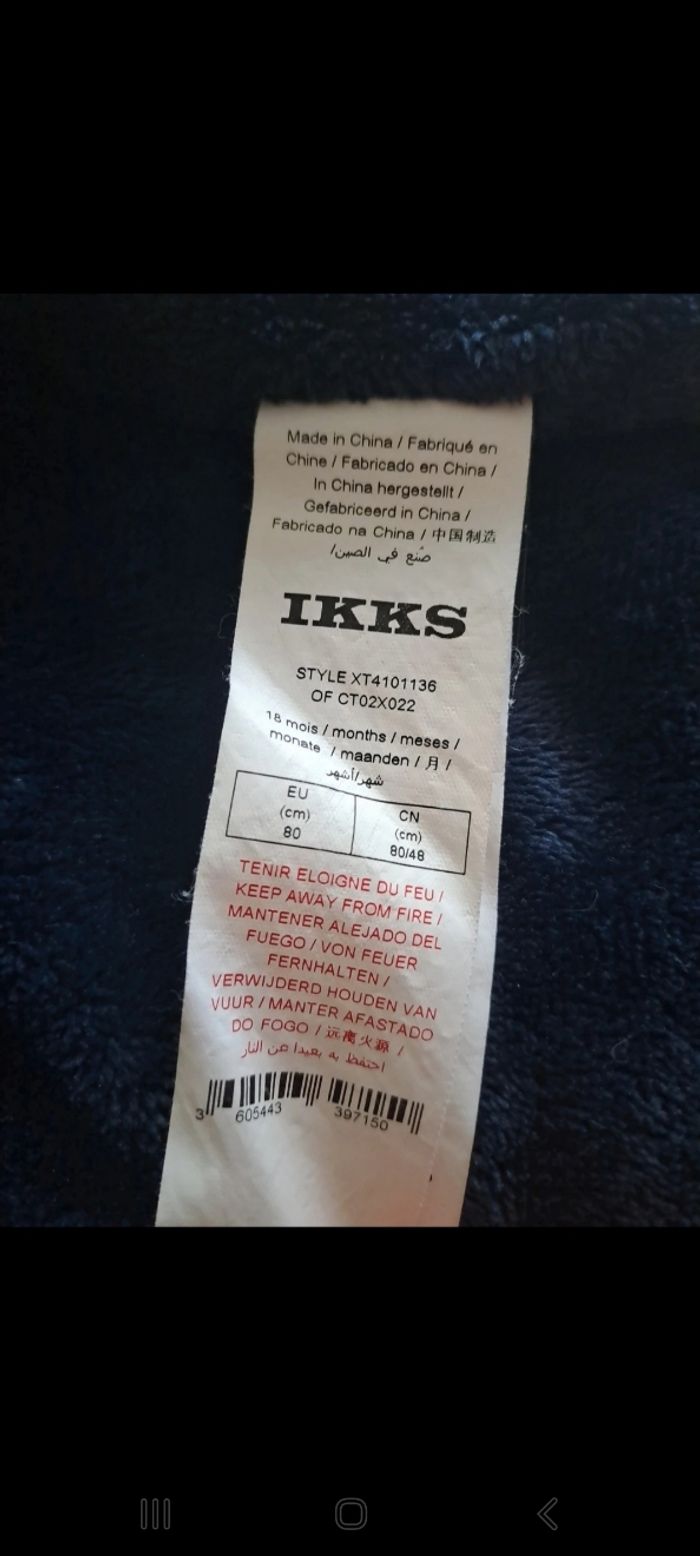 Made in China / Fabriqué en
Chine / Fabricado en China /
In China hergestellt /
Gefabriceerd in China /
Fabricado na China / 中国制造
صُنع في الصين/
IKKS
STYLE XT4101136
OF CT02X022
18 mois / months / meses /
monate / maanden / 月 /
شهر/أشهر
EU
(cm)
80
CN
(cm)
80/48
TENIR ELOIGNE DU FEU /
KEEP AWAY FROM FIRE /
MANTENER ALEJADO DEL
FUEGO / VON FEUER
FERNHALTEN /
VERWIJDERD HOUDEN VAN
VUUR / MANTER AFASTADO
DO FOGO / 远离火源 /
احتفظ به بعيدا عن النار
3 605443 397150